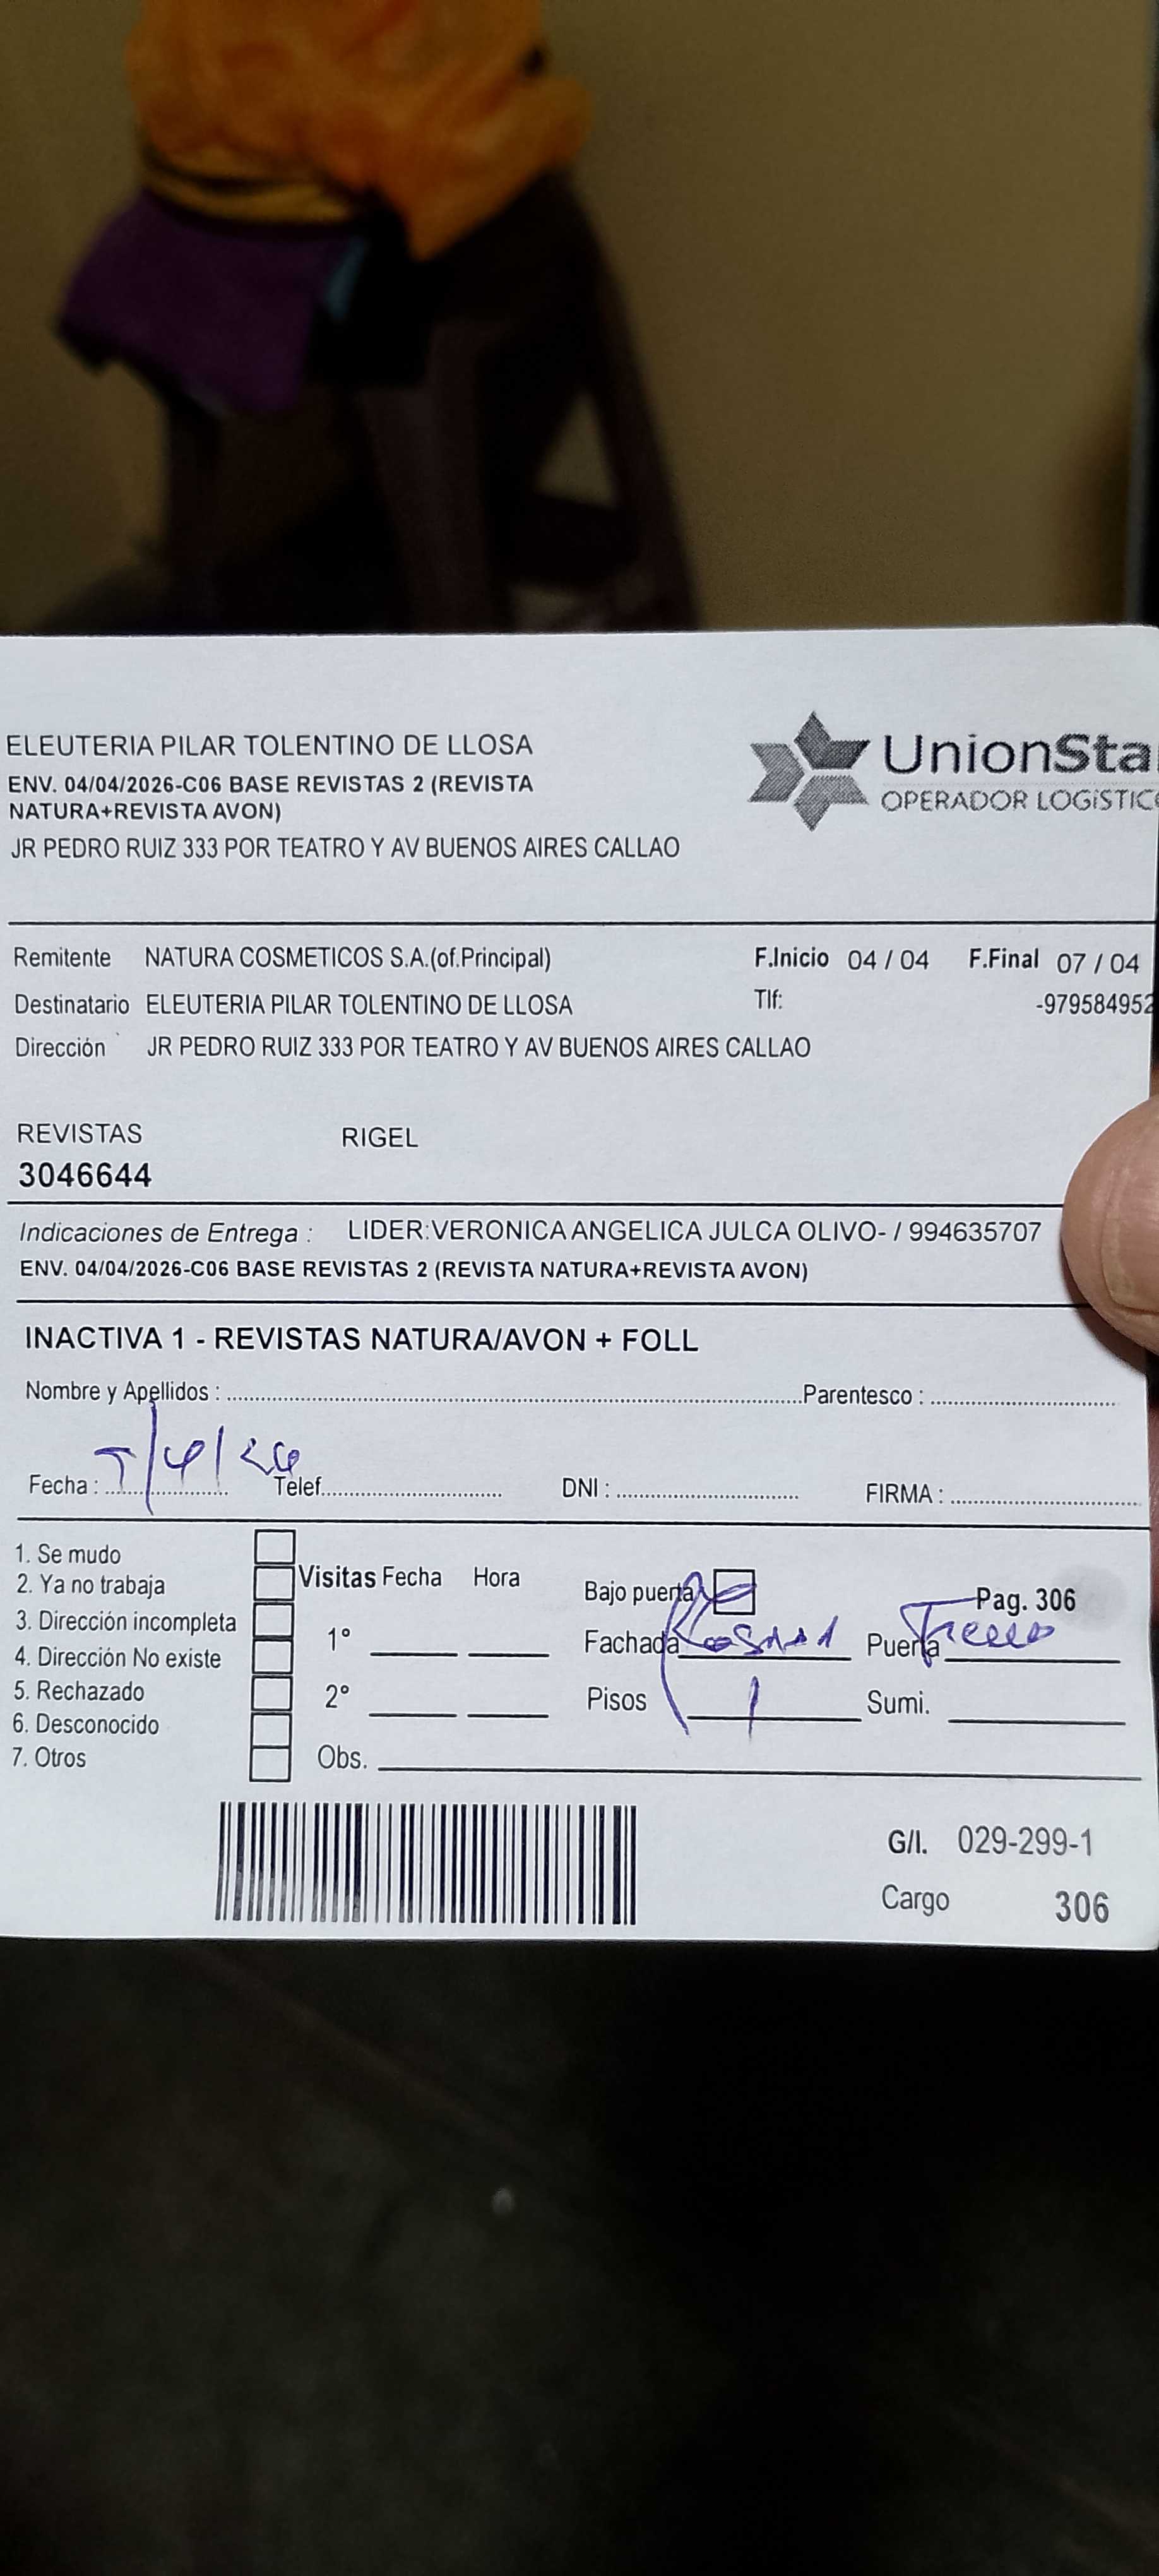 ELEUTERIA PILAR TOLENTINO DE LLOSA
ENV. 04/04/2026-C06 BASE REVISTAS 2 (REVISTA
NATURA+REVISTA AVON)
JR PEDRO RUIZ 333 POR TEATRO Y AV BUENOS AIRES CALLAO
UnionSta
OPERADOR LOGíSTIC
Remitente NATURA COSMETICOS S.A.(of.Principal) F.Inicio 04 / 04 F.Final 07 / 04
Destinatario ELEUTERIA PILAR TOLENTINO DE LLOSA Tlf: -979584952
Dirección JR PEDRO RUIZ 333 POR TEATRO Y AV BUENOS AIRES CALLAO
REVISTAS RIGEL
3046644
Indicaciones de Entrega : LIDER:VERONICA ANGELICA JULCA OLIVO- / 994635707
ENV. 04/04/2026-C06 BASE REVISTAS 2 (REVISTA NATURA+REVISTA AVON)
INACTIVA 1 - REVISTAS NATURA/AVON + FOLL
Nombre y Apellidos : Parentesco :
Fecha : Telef. DNI : FIRMA :
1. Se mudo
2. Ya no trabaja
3. Dirección incompleta
4. Dirección No existe
5. Rechazado
6. Desconocido
7. Otros
Visitas Fecha Hora
1°
2°
Obs.
Bajo puerta Pag. 306
Fachada Puerta
Pisos 1 Sumi.
G/I. 029-299-1
Cargo 306